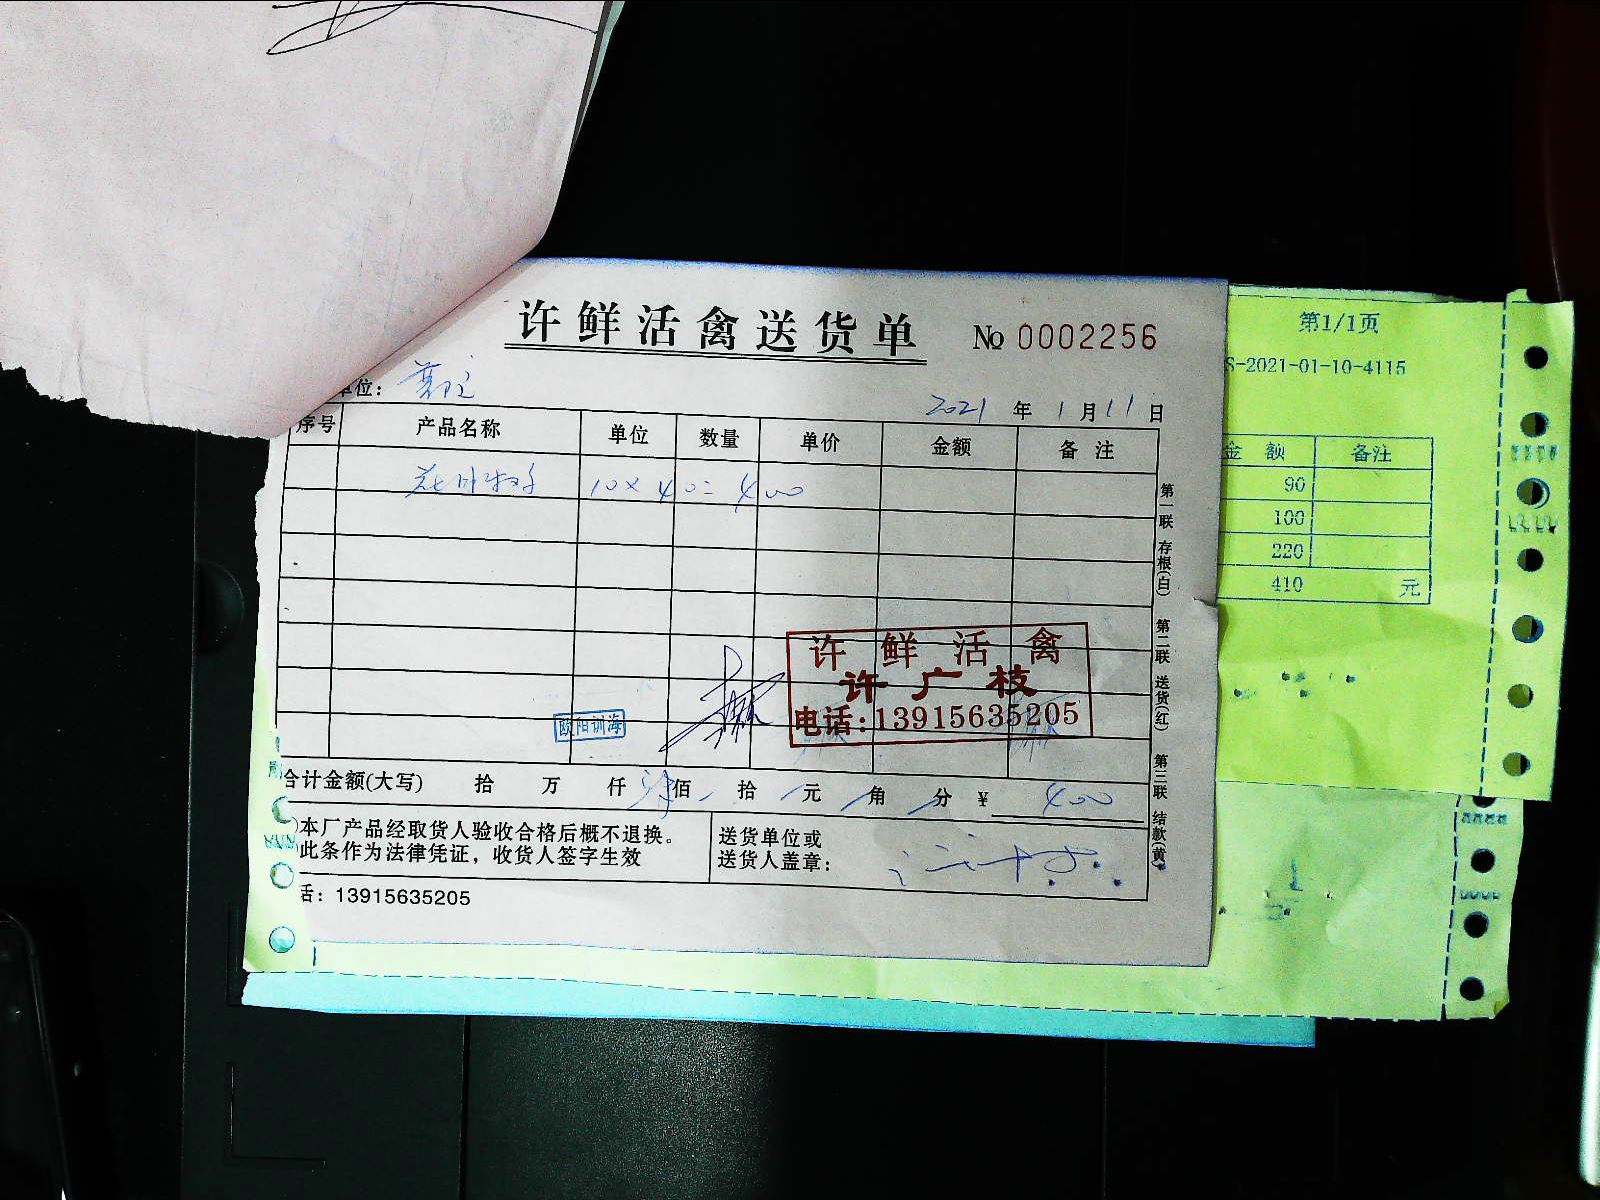 许鲜活禽送货单 № 0002256
单位:
2021 年 1 月 11 日
序号 产品名称 单位 数量 单价 金额 备注
10×40=400
许鲜活禽
许广枝
电话:13915635205
欧阳训海
合计金额(大写) 拾 万 仟 佰 拾 元 角 分 ¥ 400
本厂产品经取货人验收合格后概不退换。
此条作为法律凭证，收货人签字生效
送货单位或
送货人盖章:
话: 13915635205
第一联 存根(白) 第二联 送货(红) 第三联 结款(黄)
第1/1页
S-2021-01-10-4115
金额 备注
90
100
220
410 元